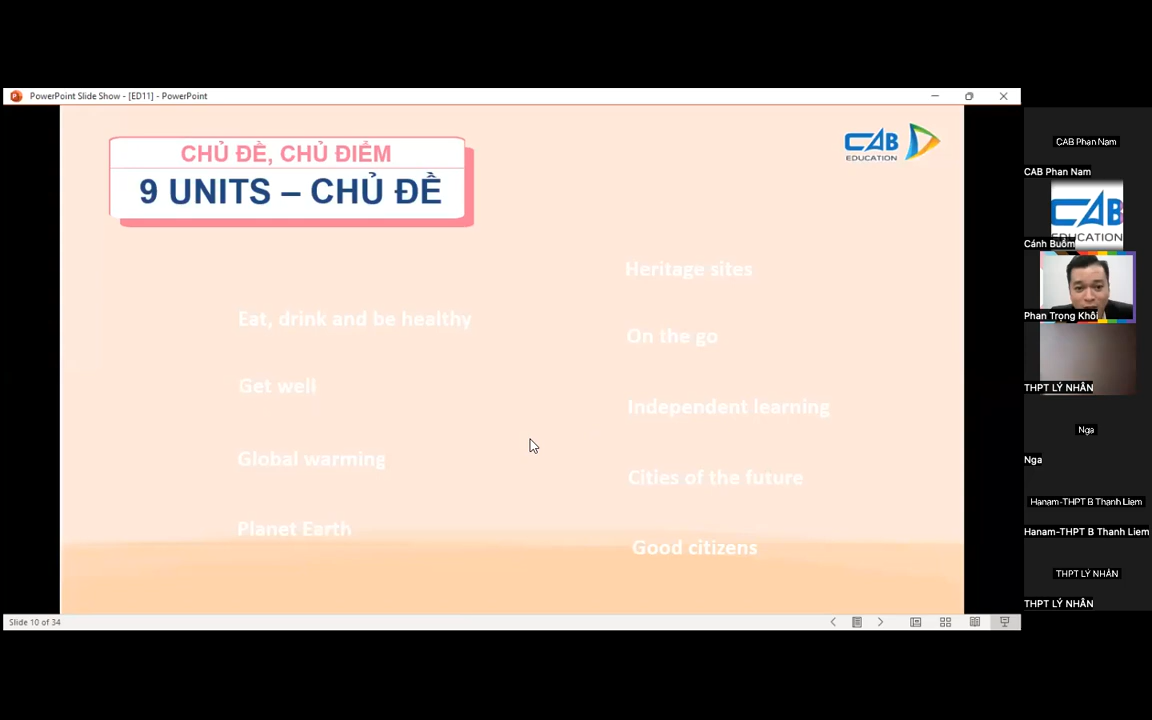 PowerPoint Slide Show - [ED11] - PowerPoint
CHỦ ĐỀ, CHỦ ĐIỂM
9 UNITS – CHỦ ĐỀ
CAB
EDUCATION
Eat, drink and be healthy
Get well
Global warming
Planet Earth
Heritage sites
On the go
Independent learning
Cities of the future
Good citizens
Slide 10 of 34
CAB Phan Nam
CAB Phan Nam
CAB
EDUCATION
Cánh Buồm
Phan Trọng Khôi
THPT LÝ NHÂN
Nga
Nga
Hanam-THPT B Thanh Liem
Hanam-THPT B Thanh Liem
THPT LÝ NHÂN
THPT LÝ NHÂN